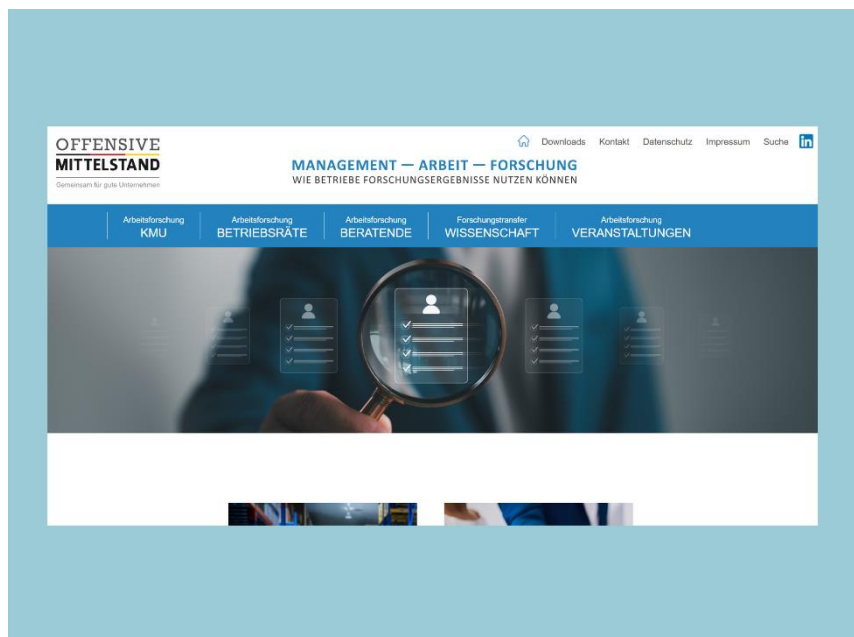 OFFENSIVE
MITTELSTAND
Gemeinsam für gute Unternehmen
Downloads Kontakt Datenschutz Impressum Suche in
MANAGEMENT — ARBEIT — FORSCHUNG
WIE BETRIEBE FORSCHUNGSERGEBNISSE NUTZEN KÖNNEN
Arbeitsforschung
KMU
Arbeitsforschung
BETRIEBSRÄTE
Arbeitsforschung
BERATENDE
Forschungstransfer
WISSENSCHAFT
Arbeitsforschung
VERANSTALTUNGEN